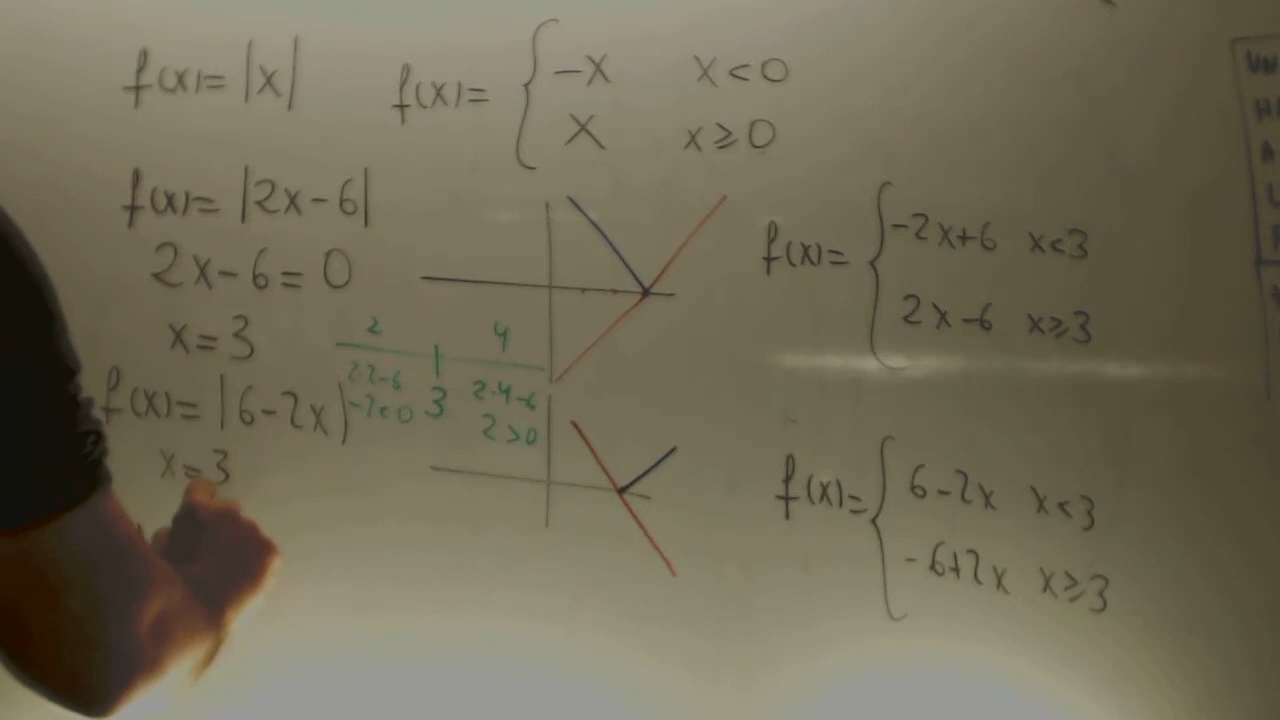 f(x)= |x|
f(x)= { -x x<0
x x≥0
f(x)= |2x-6|
2x-6=0
x=3
2 4
3
2·2-6 2·4-6
-2<0 2>0
f(x)= { -2x+6 x<3
2x-6 x≥3
f(x)= |6-2x|
x=3
f(x)= { 6-2x x<3
-6+2x x≥3